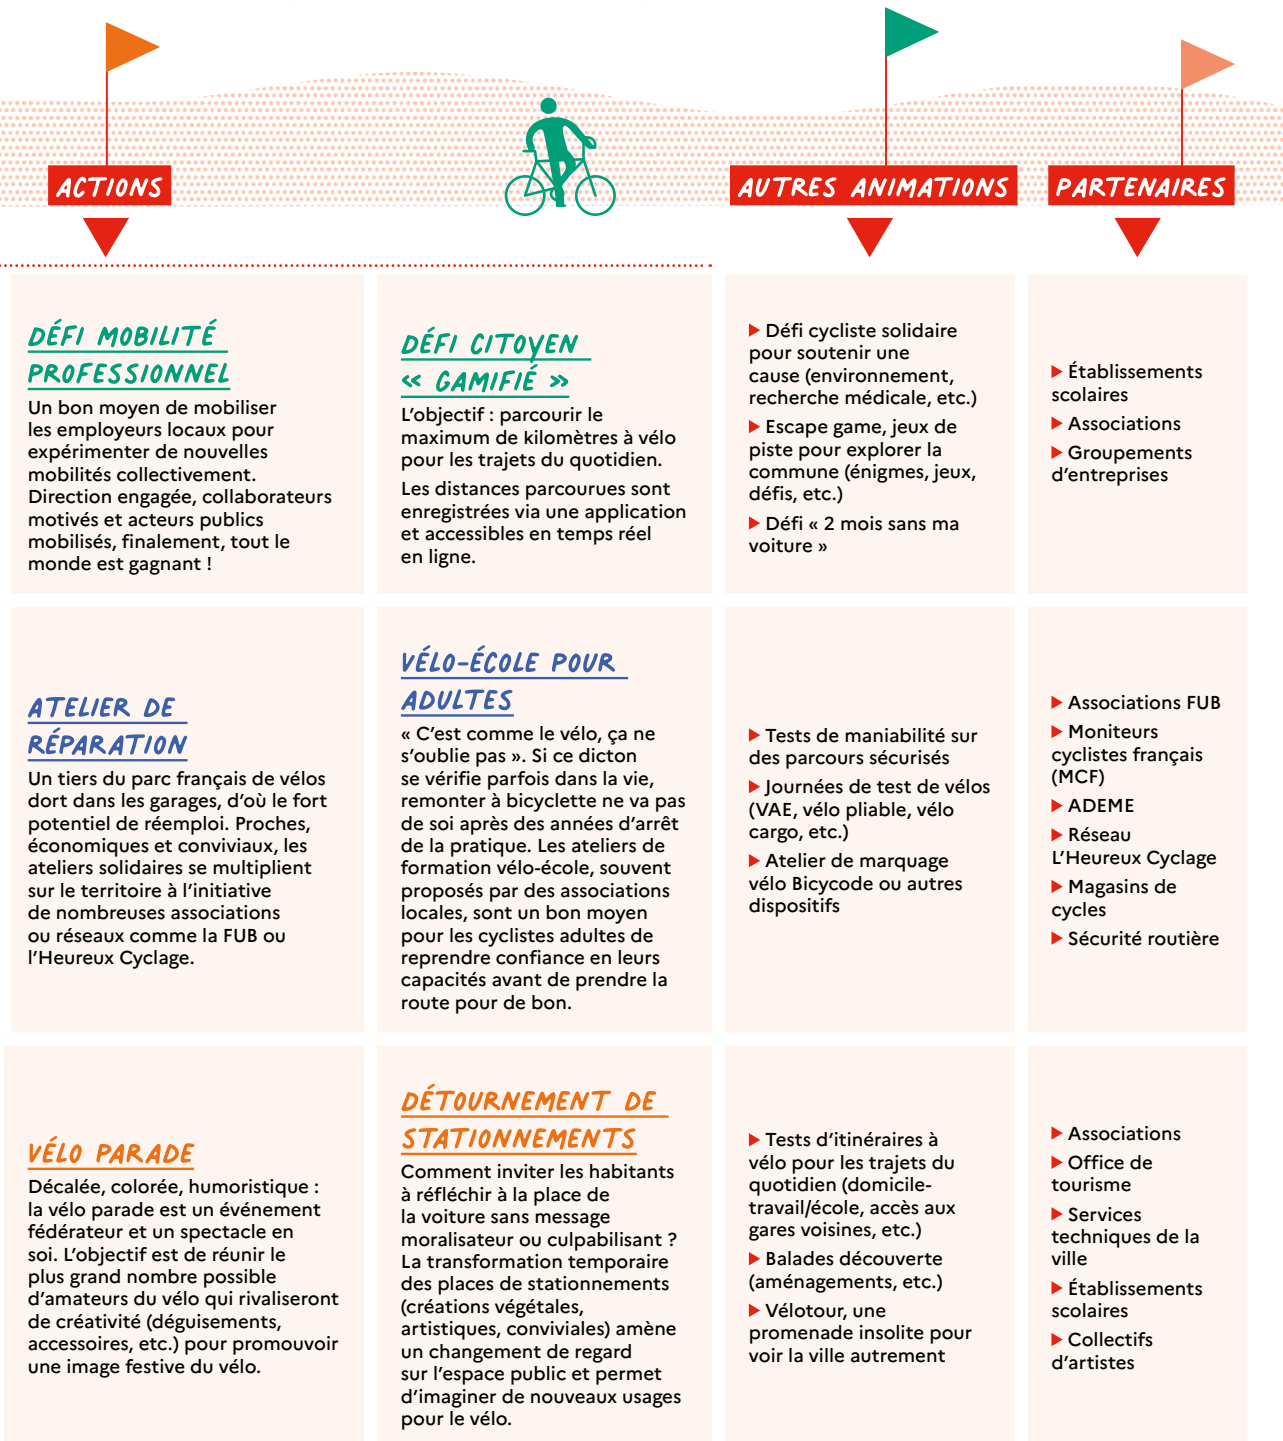 ACTIONS
AUTRES ANIMATIONS
PARTENAIRES
DÉFI MOBILITÉ
PROFESSIONNEL
Un bon moyen de mobiliser
les employeurs locaux pour
expérimenter de nouvelles
mobilités collectivement.
Direction engagée, collaborateurs
motivés et acteurs publics
mobilisés, finalement, tout le
monde est gagnant !
DÉFI CITOYEN
« GAMIFIÉ »
L’objectif : parcourir le
maximum de kilomètres à vélo
pour les trajets du quotidien.
Les distances parcourues sont
enregistrées via une application
et accessibles en temps réel
en ligne.
▶ Défi cycliste solidaire
pour soutenir une
cause (environnement,
recherche médicale, etc.)
▶ Escape game, jeux de
piste pour explorer la
commune (énigmes, jeux,
défis, etc.)
▶ Défi « 2 mois sans ma
voiture »
▶ Établissements
scolaires
▶ Associations
▶ Groupements
d’entreprises
ATELIER DE
RÉPARATION
Un tiers du parc français de vélos
dort dans les garages, d’où le fort
potentiel de réemploi. Proches,
économiques et conviviaux, les
ateliers solidaires se multiplient
sur le territoire à l’initiative
de nombreuses associations
ou réseaux comme la FUB ou
l’Heureux Cyclage.
VÉLO-ÉCOLE POUR
ADULTES
« C’est comme le vélo, ça ne
s’oublie pas ». Si ce dicton
se vérifie parfois dans la vie,
remonter à bicyclette ne va pas
de soi après des années d’arrêt
de la pratique. Les ateliers de
formation vélo-école, souvent
proposés par des associations
locales, sont un bon moyen
pour les cyclistes adultes de
reprendre confiance en leurs
capacités avant de prendre la
route pour de bon.
▶ Tests de maniabilité sur
des parcours sécurisés
▶ Journées de test de vélos
(VAE, vélo pliable, vélo
cargo, etc.)
▶ Atelier de marquage
vélo Bicycode ou autres
dispositifs
▶ Associations FUB
▶ Moniteurs
cyclistes français
(MCF)
▶ ADEME
▶ Réseau
L’Heureux Cyclage
▶ Magasins de
cycles
▶ Sécurité routière
VÉLO PARADE
Décalée, colorée, humoristique :
la vélo parade est un événement
fédérateur et un spectacle en
soi. L’objectif est de réunir le
plus grand nombre possible
d’amateurs du vélo qui rivaliseront
de créativité (déguisements,
accessoires, etc.) pour promouvoir
une image festive du vélo.
DÉTOURNEMENT DE
STATIONNEMENTS
Comment inviter les habitants
à réfléchir à la place de
la voiture sans message
moralisateur ou culpabilisant ?
La transformation temporaire
des places de stationnements
(créations végétales,
artistiques, conviviales) amène
un changement de regard
sur l’espace public et permet
d’imaginer de nouveaux usages
pour le vélo.
▶ Tests d’itinéraires à
vélo pour les trajets du
quotidien (domicile-
travail/école, accès aux
gares voisines, etc.)
▶ Balades découverte
(aménagements, etc.)
▶ Vélotour, une
promenade insolite pour
voir la ville autrement
▶ Associations
▶ Office de
tourisme
▶ Services
techniques de la
ville
▶ Établissements
scolaires
▶ Collectifs
d’artistes